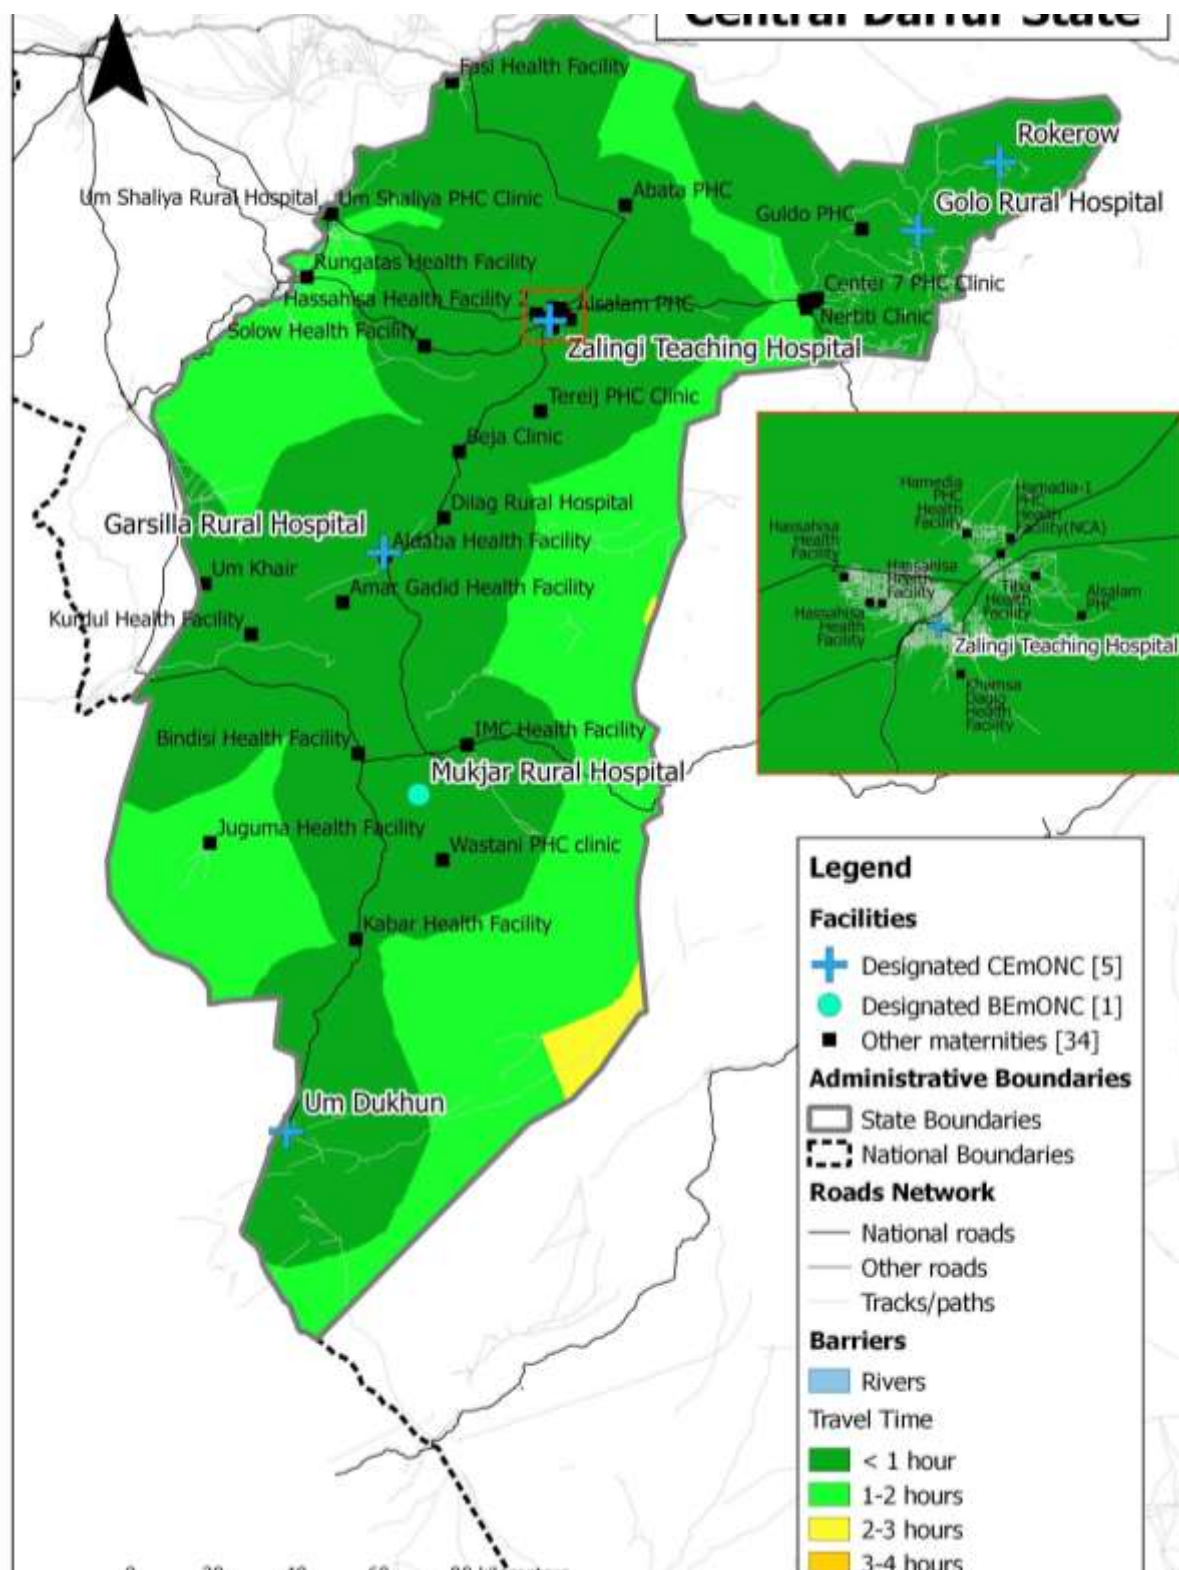 Central Darfur State
Fasi Health Facility
Rokerow
Um Shaliya Rural Hospital
Um Shaliya PHC Clinic
Abata PHC
Guldo PHC
Golo Rural Hospital
Rungatas Health Facility
Center 7 PHC Clinic
Hassahisa Health Facility
Alsalam PHC
Nertiti Clinic
Solow Health Facility
Zalingi Teaching Hospital
Tereij PHC Clinic
Beja Clinic
Dilag Rural Hospital
Garsilla Rural Hospital
Aldaba Health Facility
Um Khair
Amar Gadid Health Facility
Kurdul Health Facility
Bindisi Health Facility
IMC Health Facility
Mukjar Rural Hospital
Juguma Health Facility
Wastani PHC clinic
Kabar Health Facility
Um Dukhun
Hamedia
PHC
Health
Facility
Hamadia-1
PHC
Health
Facility(NCA)
Hassahisa
Health
Facility
Hassahisa
Health
Facility
Tiba
Health
Facility
Alsalam
PHC
Hassahisa
Health
Facility
Zalingi Teaching Hospital
Khamsa
Dagig
Health
Facility
Legend
Facilities
Designated CEmONC [5]
Designated BEmONC [1]
Other maternities [34]
Administrative Boundaries
State Boundaries
National Boundaries
Roads Network
National roads
Other roads
Tracks/paths
Barriers
Rivers
Travel Time
< 1 hour
1-2 hours
2-3 hours
3-4 hours